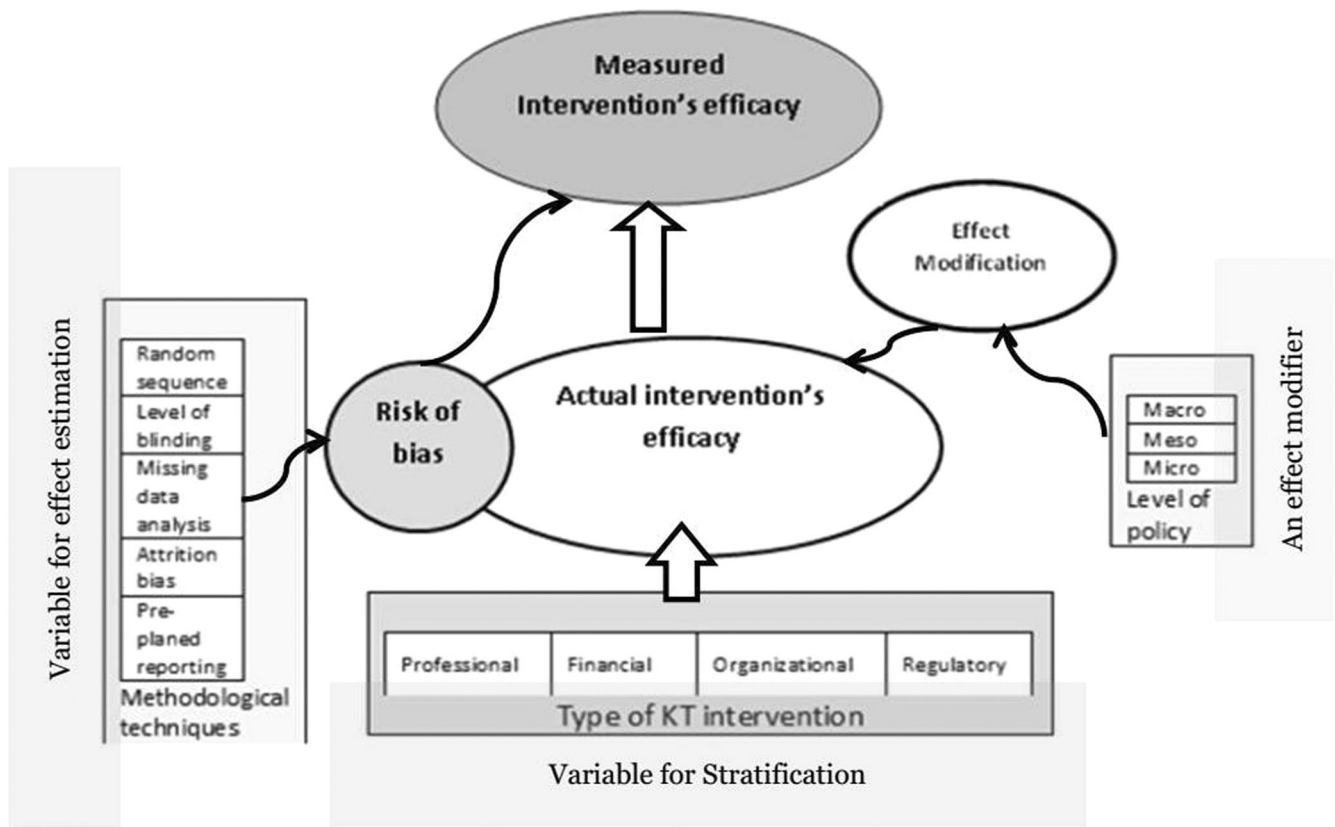 Measured
Intervention's efficacy
Effect
Modification
Variable for effect estimation
Random
sequence
Level of
blinding
Missing
data
analysis
Attrition
bias
Pre-
planed
reporting
Methodological
techniques
Risk of
bias
Actual intervention's
efficacy
Macro
Meso
Micro
Level of
policy
An effect modifier
Professional
Financial
Organizational
Regulatory
Type of KT intervention
Variable for Stratification